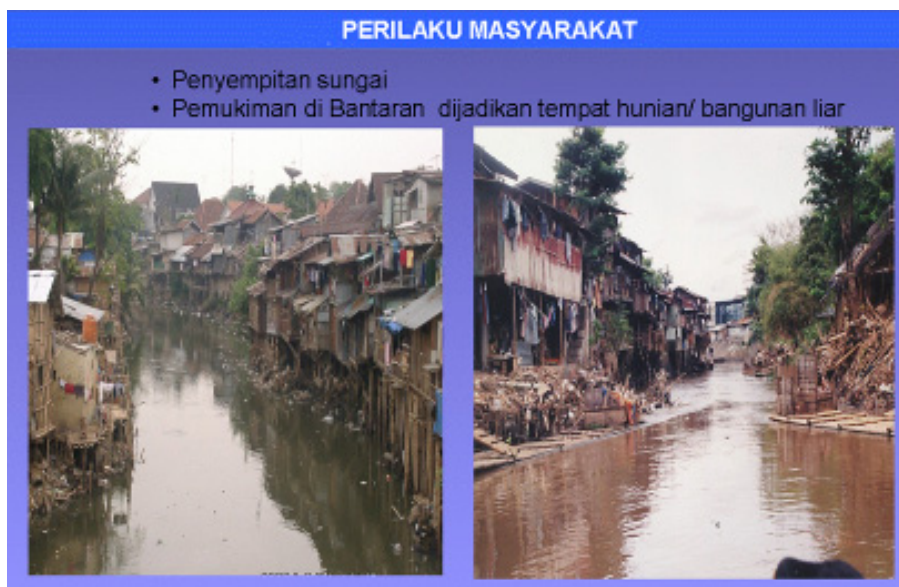 PERILAKU MASYARAKAT
• Penyempitan sungai
• Pemukiman di Bantaran dijadikan tempat hunian/ bangunan liar